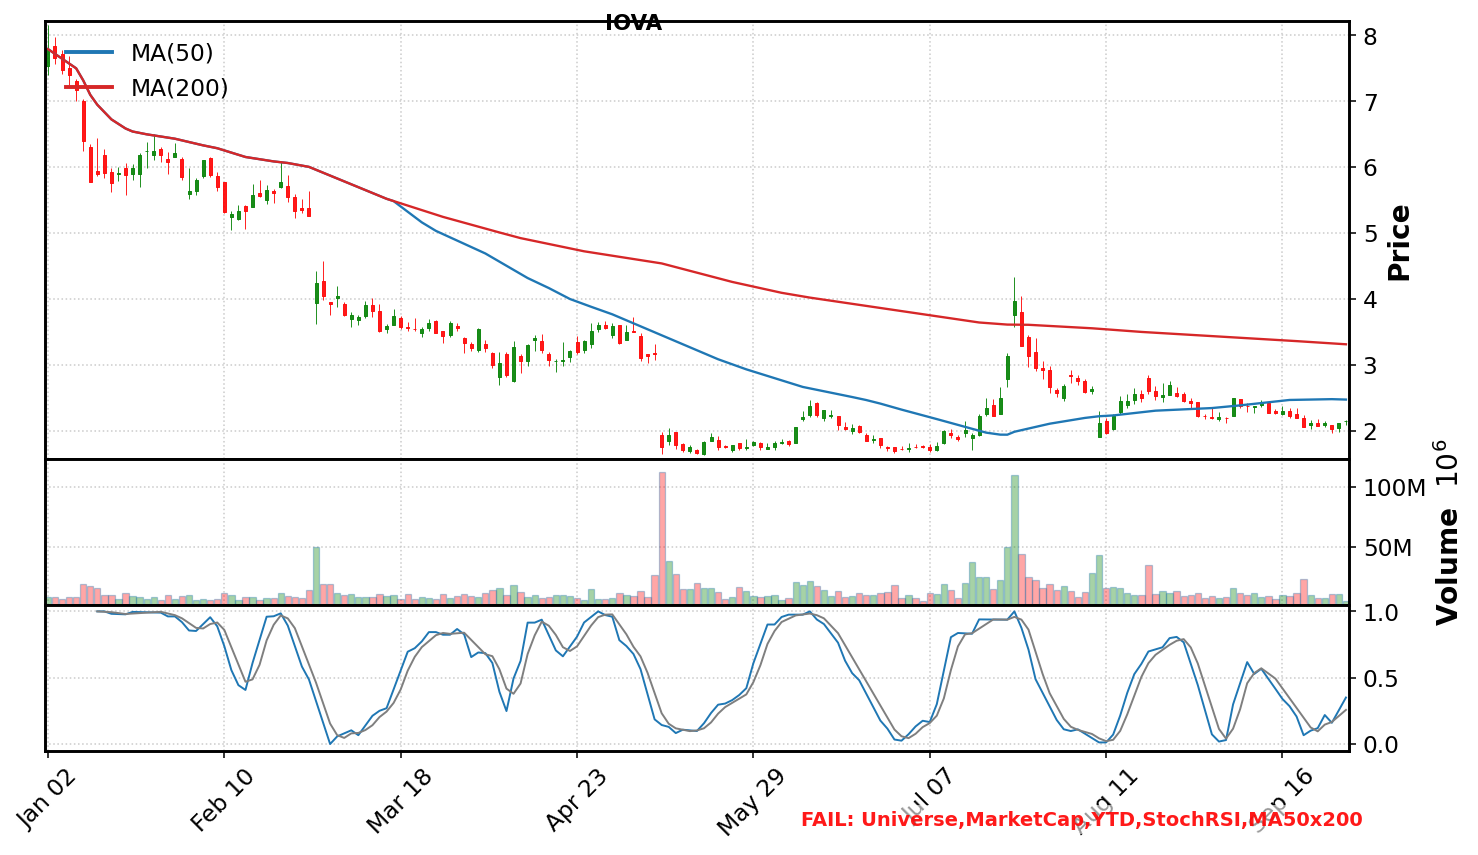 IOVA
MA(50)
MA(200)
8
7
6
5
4
3
2
Price
100M
50M
Volume 10⁶
1.0
0.5
0.0
Jan 02
Feb 10
Mar 18
Apr 23
May 29
Jul 07
Aug 11
Sep 16
FAIL: Universe,MarketCap,YTD,StochRSI,MA50x200